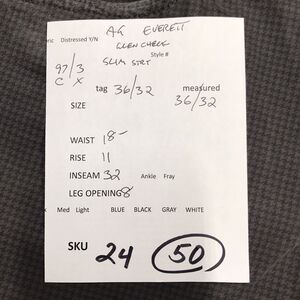 AG EVERETT
ric Distressed Y/N GLEN CHECK
Style #
97/3 SLIM STRT
C X
tag 36/32 measured 36/32
SIZE
WAIST 18-
RISE 11
INSEAM 32 Ankle Fray
LEG OPENING 8
k Med Light BLUE BLACK GRAY WHITE
SKU 24 50